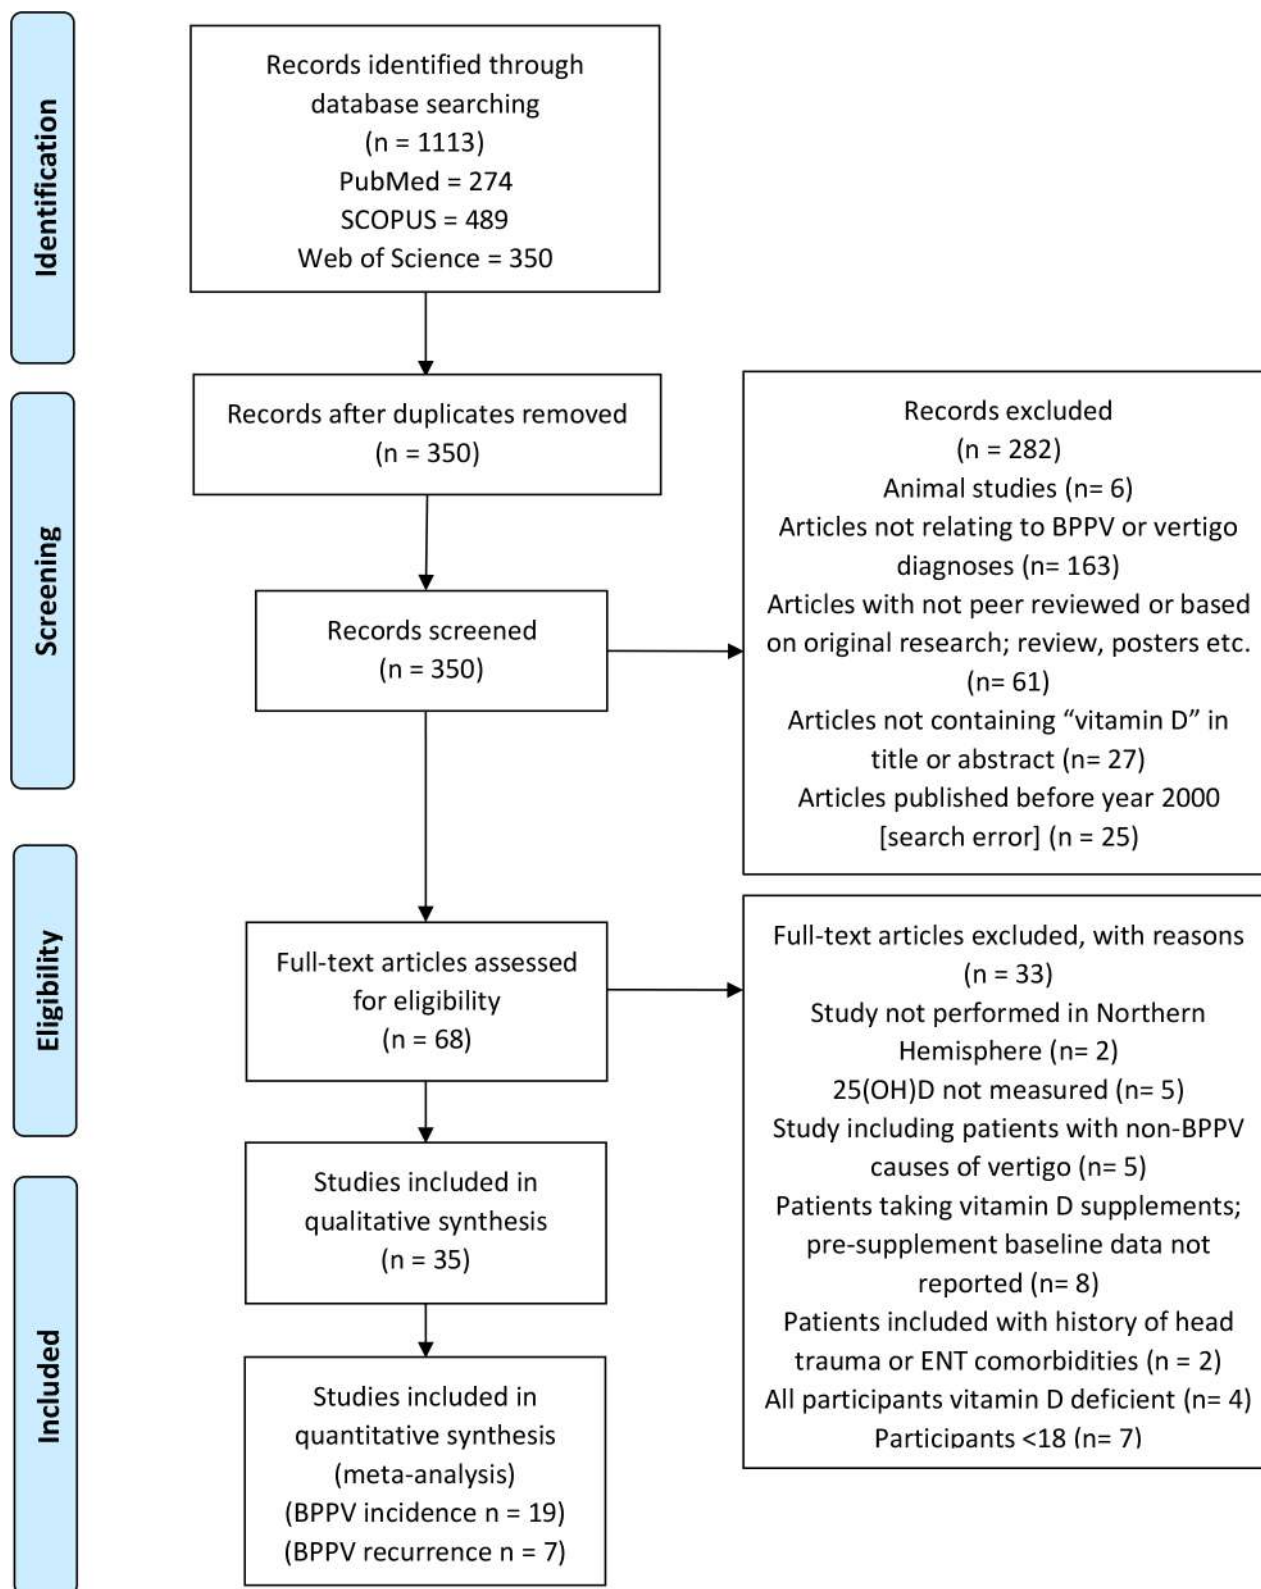 Identification
Records identified through
database searching
(n = 1113)
PubMed = 274
SCOPUS = 489
Web of Science = 350
Screening
Records after duplicates removed
(n = 350)
Records screened
(n = 350)
Records excluded
(n = 282)
Animal studies (n= 6)
Articles not relating to BPPV or vertigo
diagnoses (n= 163)
Articles with not peer reviewed or based
on original research; review, posters etc.
(n= 61)
Articles not containing “vitamin D” in
title or abstract (n= 27)
Articles published before year 2000
[search error] (n = 25)
Eligibility
Full-text articles assessed
for eligibility
(n = 68)
Full-text articles excluded, with reasons
(n = 33)
Study not performed in Northern
Hemisphere (n= 2)
25(OH)D not measured (n= 5)
Study including patients with non-BPPV
causes of vertigo (n= 5)
Patients taking vitamin D supplements;
pre-supplement baseline data not
reported (n= 8)
Patients included with history of head
trauma or ENT comorbidities (n = 2)
All participants vitamin D deficient (n= 4)
Participants <18 (n= 7)
Included
Studies included in
qualitative synthesis
(n = 35)
Studies included in
quantitative synthesis
(meta-analysis)
(BPPV incidence n = 19)
(BPPV recurrence n = 7)